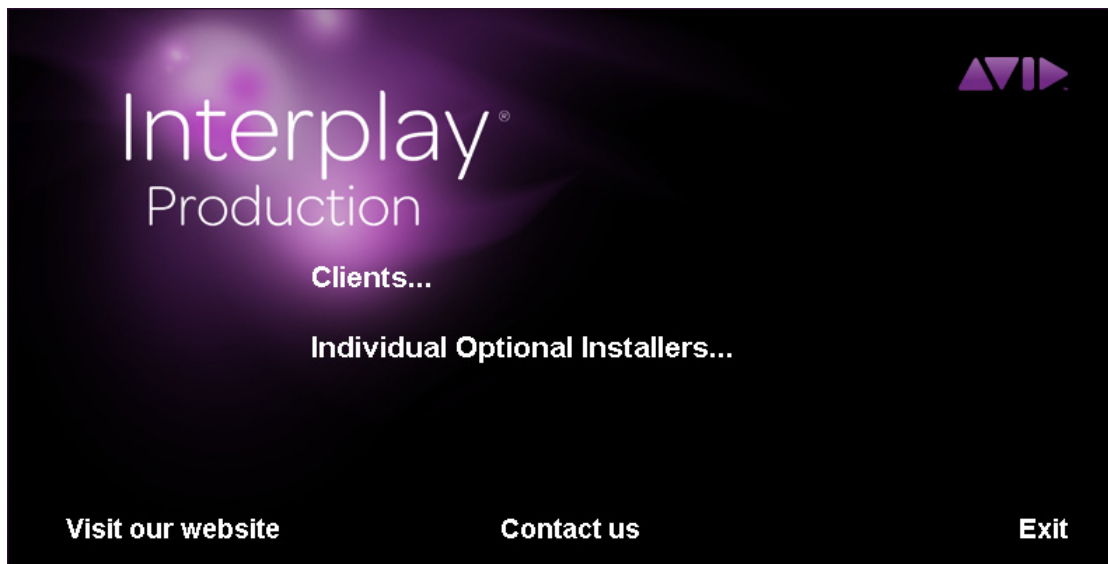 AVID
Interplay®
Production
Clients...
Individual Optional Installers...
Visit our website
Contact us
Exit